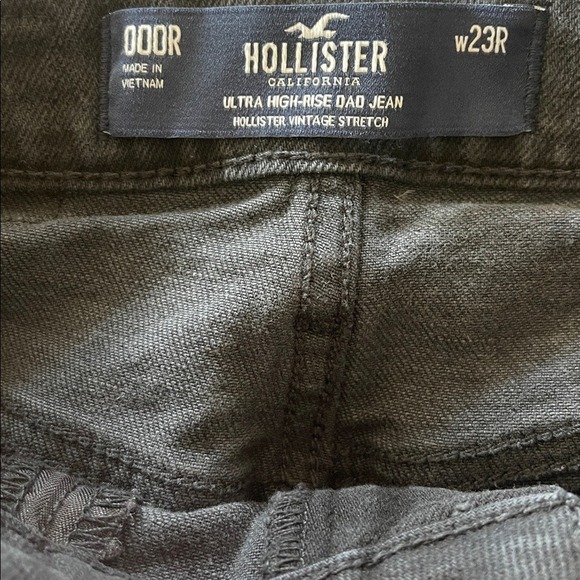 000R
MADE IN
VIETNAM
HOLLISTER
CALIFORNIA
ULTRA HIGH-RISE DAD JEAN
HOLLISTER VINTAGE STRETCH
w23R